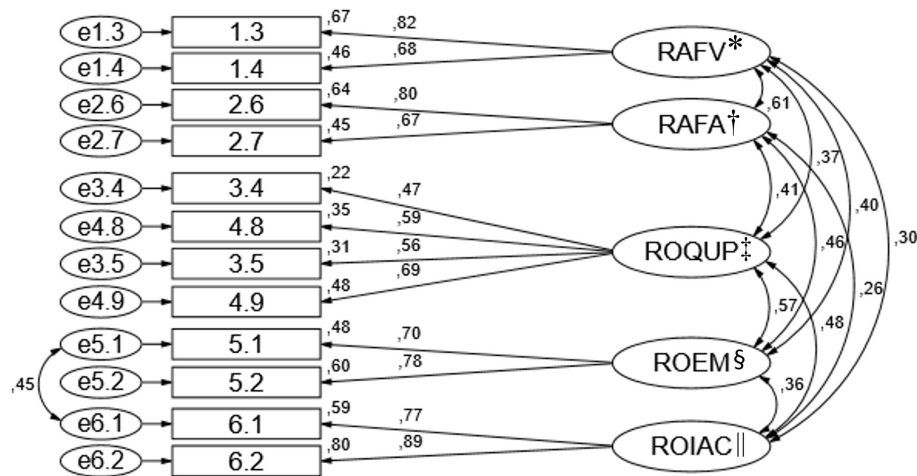 e1.3 1.3 ,67 ,82 RAFV*
e1.4 1.4 ,46 ,68
e2.6 2.6 ,64 ,80 ,61
e2.7 2.7 ,45 ,67 RAFA†
,37
e3.4 3.4 ,22 ,47 ,41
e4.8 4.8 ,35 ,59 ,40
e3.5 3.5 ,31 ,56 ROQUP‡ ,46 ,30
e4.9 4.9 ,48 ,69 ,26
,57 ,48
e5.1 5.1 ,48 ,70
e5.2 5.2 ,60 ,78 ROEM§
,45 ,36
e6.1 6.1 ,59 ,77
e6.2 6.2 ,80 ,89 ROIAC||